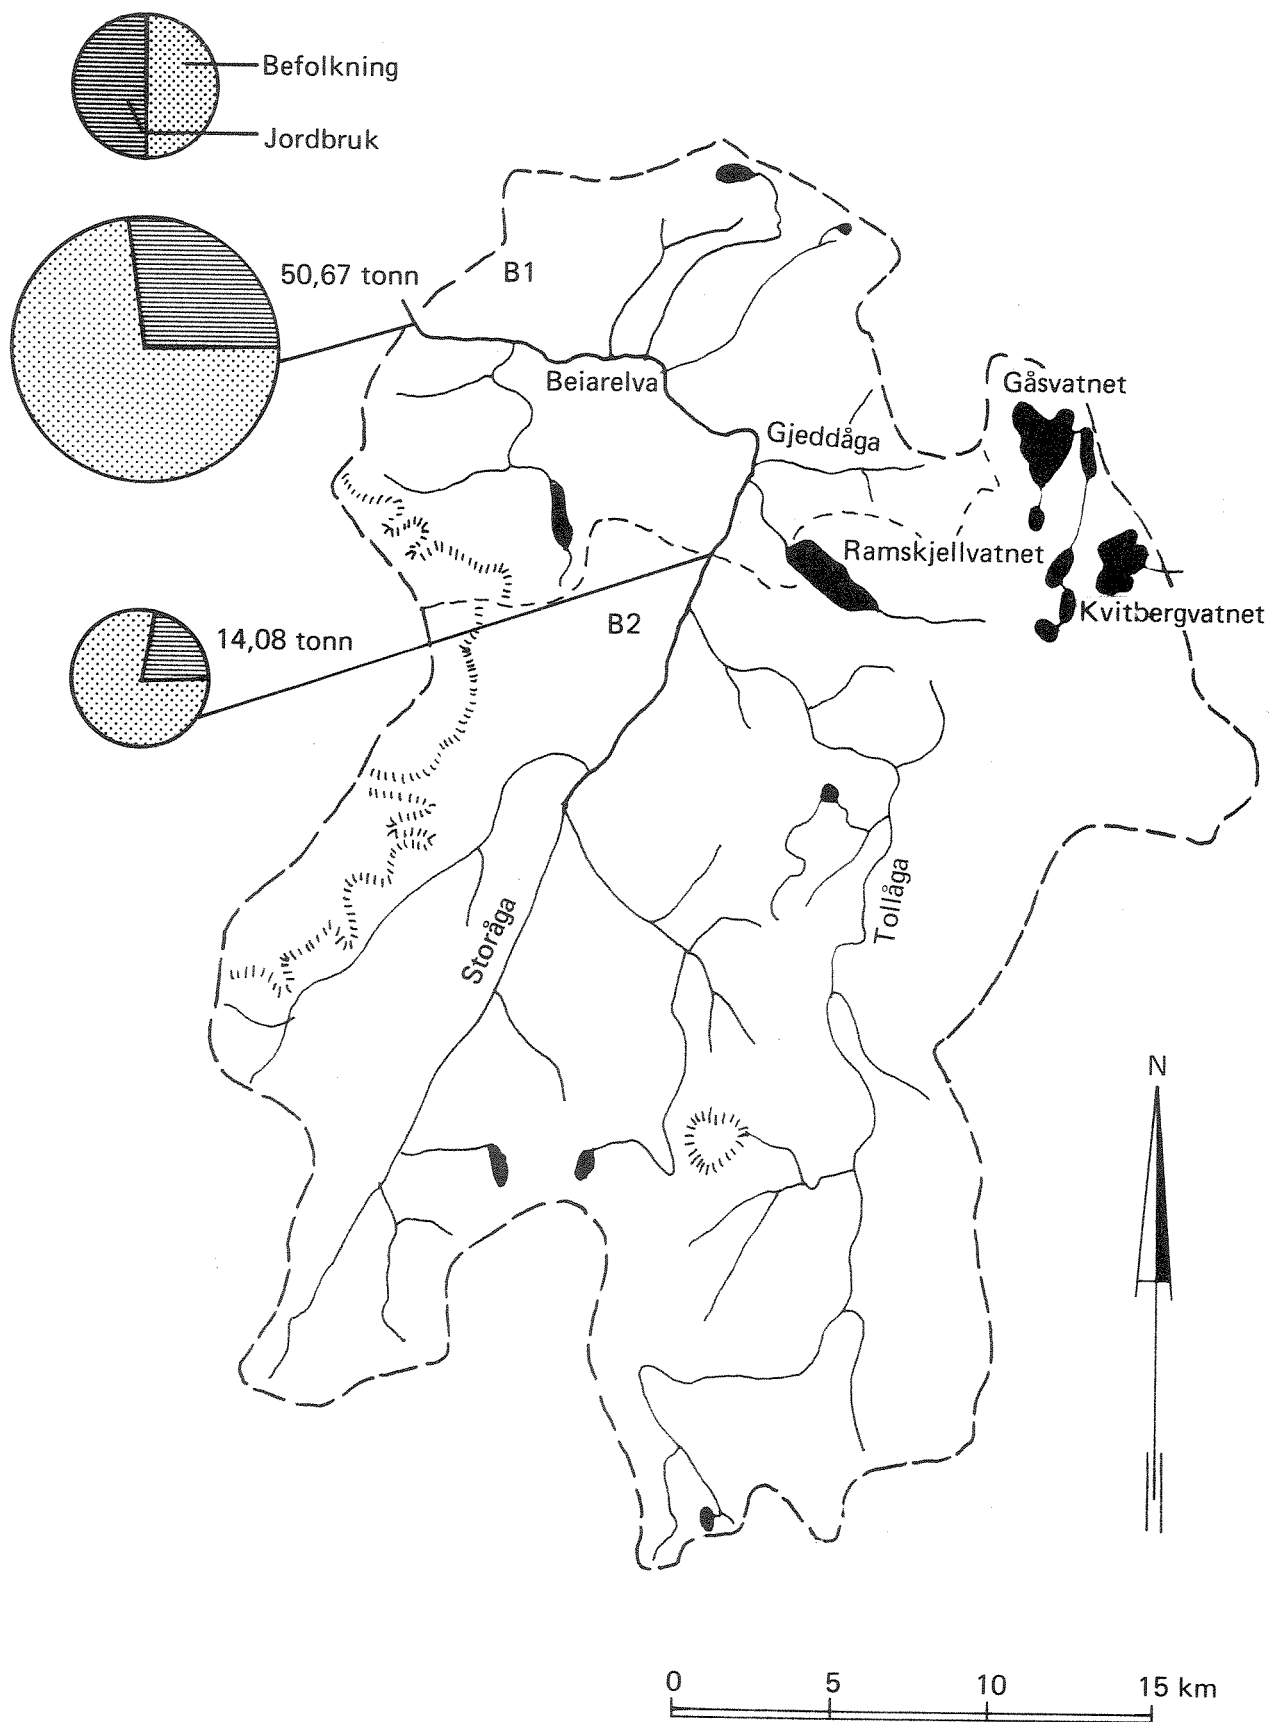 Befolkning
Jordbruk
50,67 tonn
B1
Beiarelva
Gåsvatnet
Gjeddåga
Ramskjellvatnet
Kvitbergvatnet
B2
14,08 tonn
Tollåga
Storåga
N
0 5 10 15 km